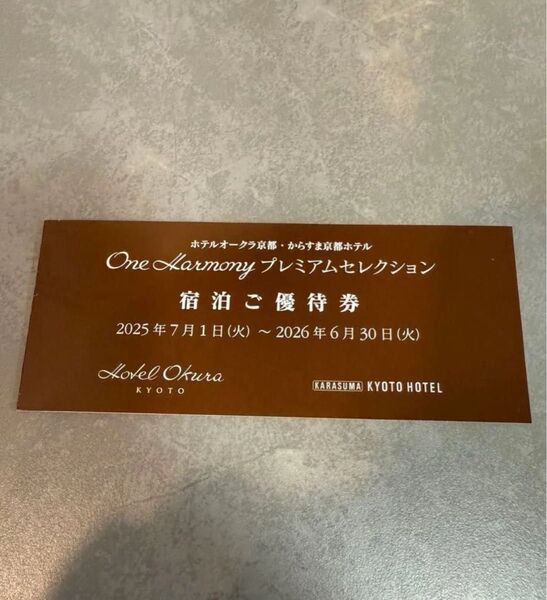 ホテルオークラ京都・からすま京都ホテル
One Harmony プレミアムセレクション
宿泊ご優待券
2025年7月1日(火) ~ 2026年6月30日(火)
Hotel Okura
KYOTO
KARASUMA KYOTO HOTEL